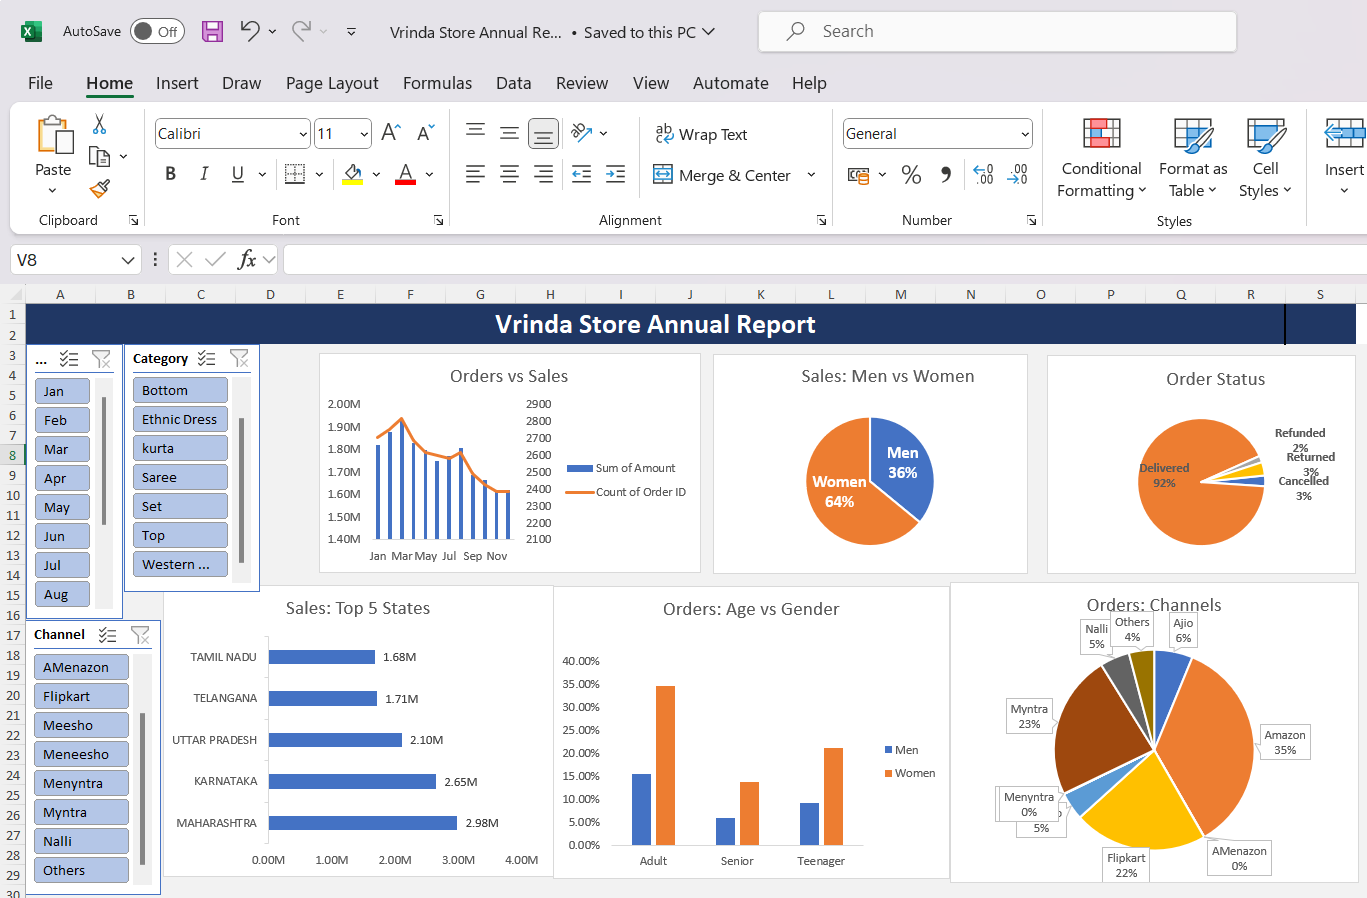 AutoSave Off Vrinda Store Annual Re... • Saved to this PC Search
File Home Insert Draw Page Layout Formulas Data Review View Automate Help
Paste
Clipboard
Calibri 11
B I U A
Font
Wrap Text
Merge & Center
Alignment
General
Number
Conditional Formatting
Format as Table
Cell Styles
Styles
Insert
V8 fx
A B C D E F G H I J K L M N O P Q R S
1
2
3
4
5
6
7
8
9
10
11
12
13
14
15
16
17
18
19
20
21
22
23
24
25
26
27
28
29
30
Vrinda Store Annual Report
...
Jan
Feb
Mar
Apr
May
Jun
Jul
Aug
Category
Bottom
Ethnic Dress
kurta
Saree
Set
Top
Western ...
Channel
AMenazon
Flipkart
Meesho
Meneesho
Menyntra
Myntra
Nalli
Others
Orders vs Sales
2.00M
1.90M
1.80M
1.70M
1.60M
1.50M
1.40M
2900
2800
2700
2600
2500
2400
2300
2200
2100
Jan Mar May Jul Sep Nov
Sum of Amount
Count of Order ID
Sales: Men vs Women
Men
36%
Women
64%
Order Status
Delivered
92%
Refunded
2%
Returned
3%
Cancelled
3%
Sales: Top 5 States
TAMIL NADU 1.68M
TELANGANA 1.71M
UTTAR PRADESH 2.10M
KARNATAKA 2.65M
MAHARASHTRA 2.98M
0.00M 1.00M 2.00M 3.00M 4.00M
Orders: Age vs Gender
40.00%
35.00%
30.00%
25.00%
20.00%
15.00%
10.00%
5.00%
0.00%
Adult Senior Teenager
Men
Women
Orders: Channels
Nalli
5%
Others
4%
Ajio
6%
Myntra
23%
Amazon
35%
Menyntra
0%
5%
Flipkart
22%
AMenazon
0%